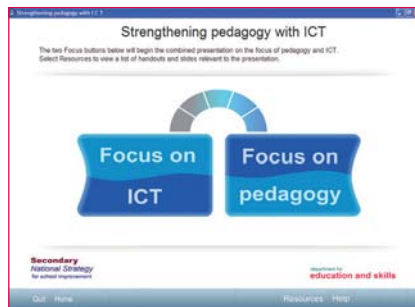 Strengthening pedagogy with ICT
Strengthening pedagogy with ICT
The two Focus buttons below will begin the combined presentation on the focus of pedagogy and ICT.
Select Resources to view a list of handouts and slides relevant to the presentation.
Focus on
ICT
Focus on
pedagogy
Secondary
National Strategy
for school improvement
department for
education and skills
Quit Home
Resources Help